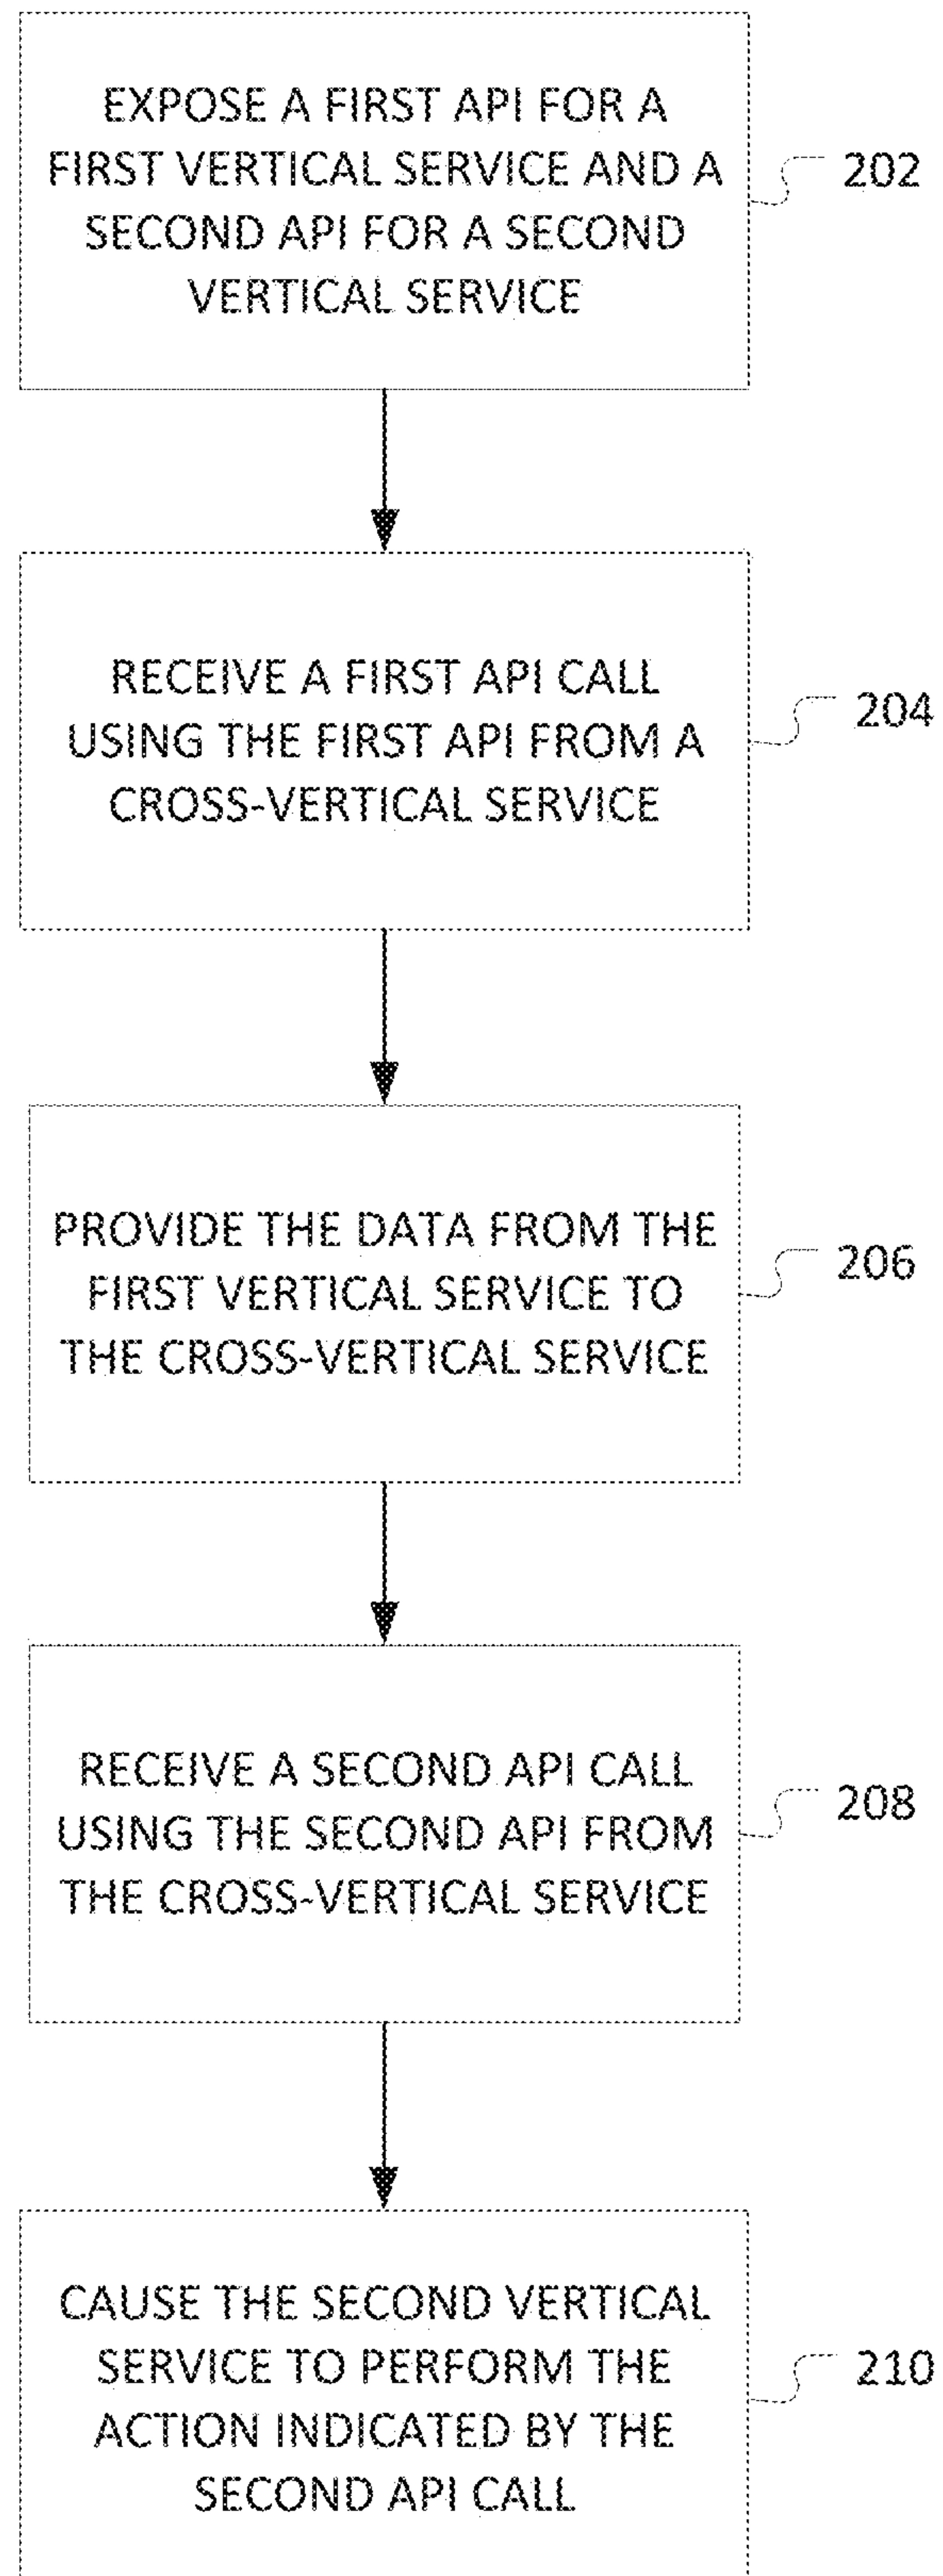 EXPOSE A FIRST API FOR A
FIRST VERTICAL SERVICE AND A
SECOND API FOR A SECOND
VERTICAL SERVICE
202
RECEIVE A FIRST API CALL
USING THE FIRST API FROM A
CROSS-VERTICAL SERVICE
204
PROVIDE THE DATA FROM THE
FIRST VERTICAL SERVICE TO
THE CROSS-VERTICAL SERVICE
206
RECEIVE A SECOND API CALL
USING THE SECOND API FROM
THE CROSS-VERTICAL SERVICE
208
CAUSE THE SECOND VERTICAL
SERVICE TO PERFORM THE
ACTION INDICATED BY THE
SECOND API CALL
210